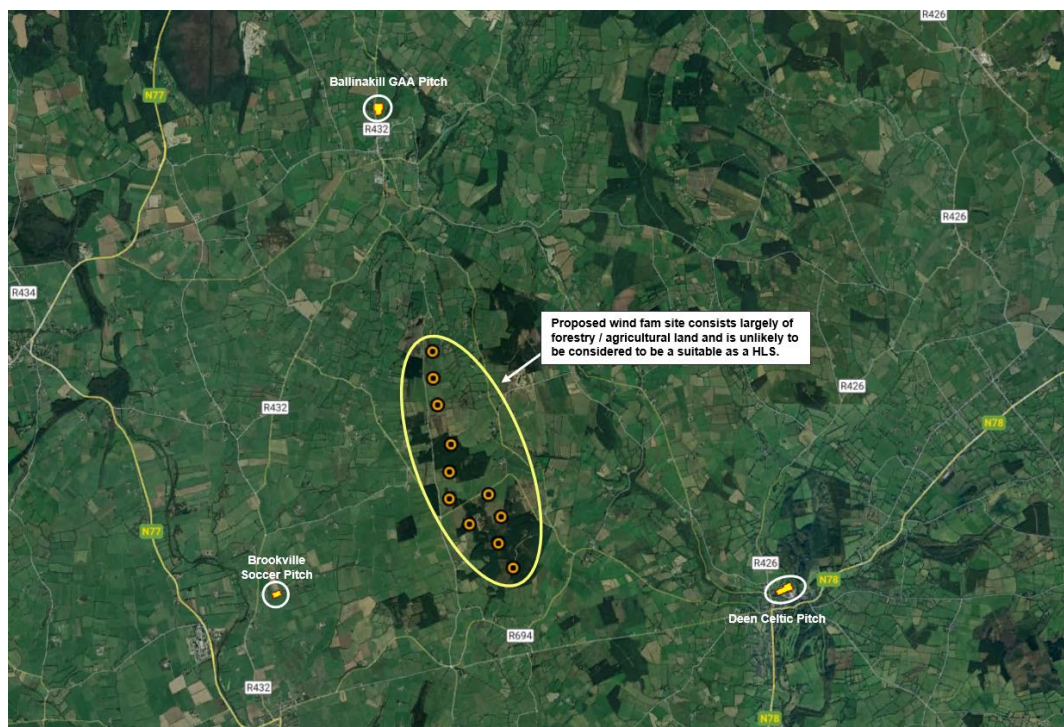 R426
Ballinakill GAA Pitch
N77
R432
R426
R434
Proposed wind fam site consists largely of
forestry / agricultural land and is unlikely to
be considered to be a suitable as a HLS.
R426
R432
N78
N77
Brookville
Soccer Pitch
R426
N78
Deen Celtic Pitch
R694
R432
N78